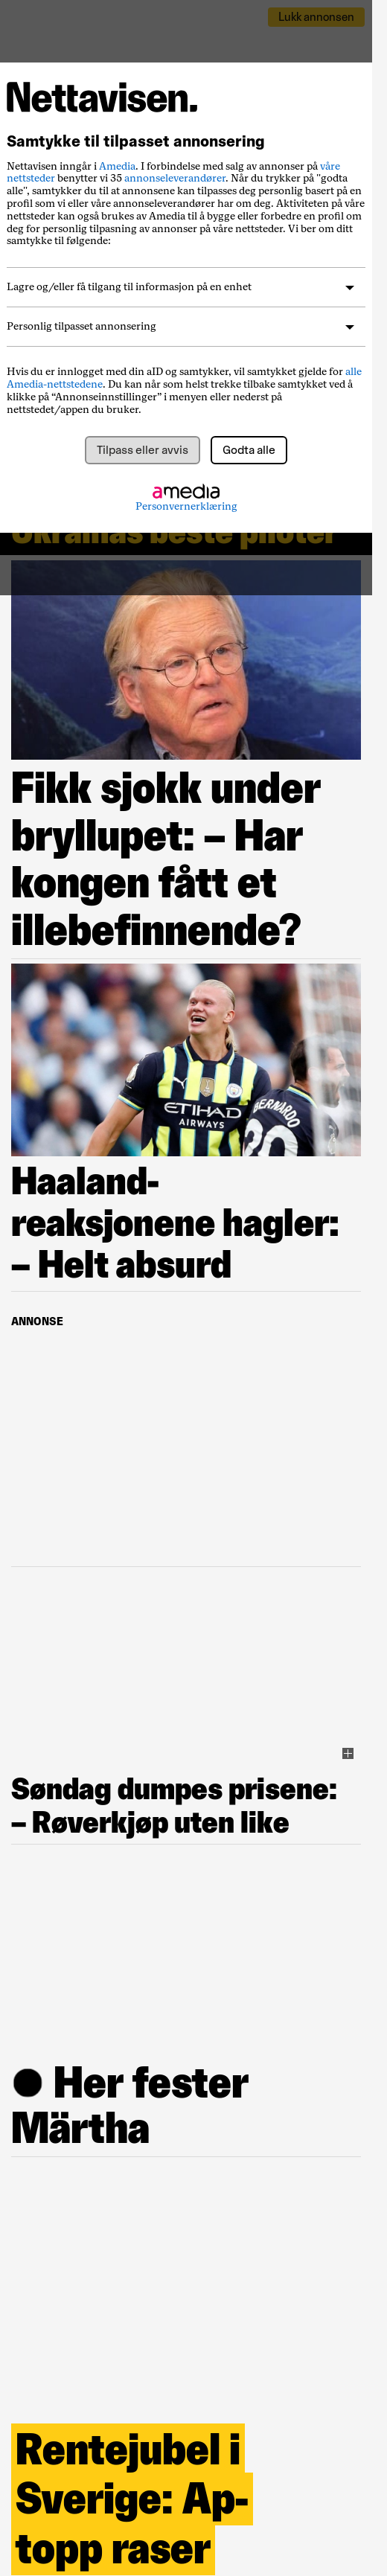 Lukk annonsen
Nettavisen.
Samtykke til tilpasset annonsering
Nettavisen inngår i Amedia. I forbindelse med salg av annonser på våre
nettsteder benytter vi 35 annonseleverandører. Når du trykker på "godta
alle", samtykker du til at annonsene kan tilpasses deg personlig basert på en
profil som vi eller våre annonseleverandører har om deg. Aktiviteten på våre
nettsteder kan også brukes av Amedia til å bygge eller forbedre en profil om
deg for personlig tilpasning av annonser på våre nettsteder. Vi ber om ditt
samtykke til følgende:
Lagre og/eller få tilgang til informasjon på en enhet
Personlig tilpasset annonsering
Hvis du er innlogget med din aID og samtykker, vil samtykket gjelde for alle
Amedia-nettstedene. Du kan når som helst trekke tilbake samtykket ved å
klikke på “Annonseinnstillinger” i menyen eller nederst på
nettstedet/appen du bruker.
Tilpass eller avvis
Godta alle
amedia
Personvernerklæring
Ukrainas beste piloter
Fikk sjokk under
bryllupet: – Har
kongen fått et
illebefinnende?
ETIHAD
AIRWAYS
BERNARDO
Haaland-
reaksjonene hagler:
– Helt absurd
ANNONSE
Søndag dumpes prisene:
– Røverkjøp uten like
● Her fester
Märtha
Rentejubel i
Sverige: Ap-
topp raser